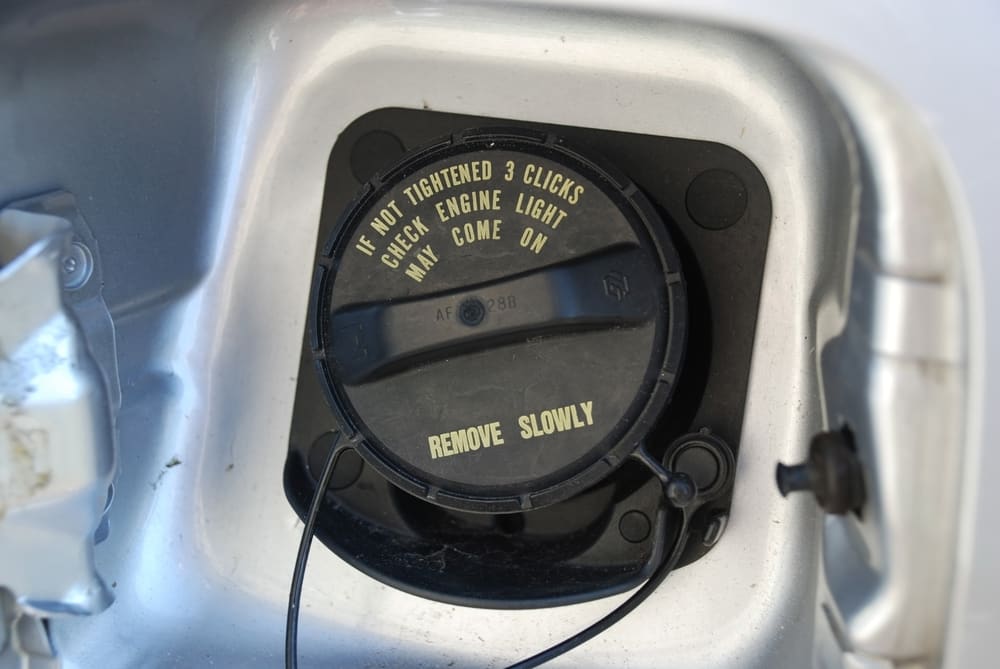 IF NOT TIGHTENED 3 CLICKS
CHECK ENGINE LIGHT
MAY COME ON
REMOVE SLOWLY